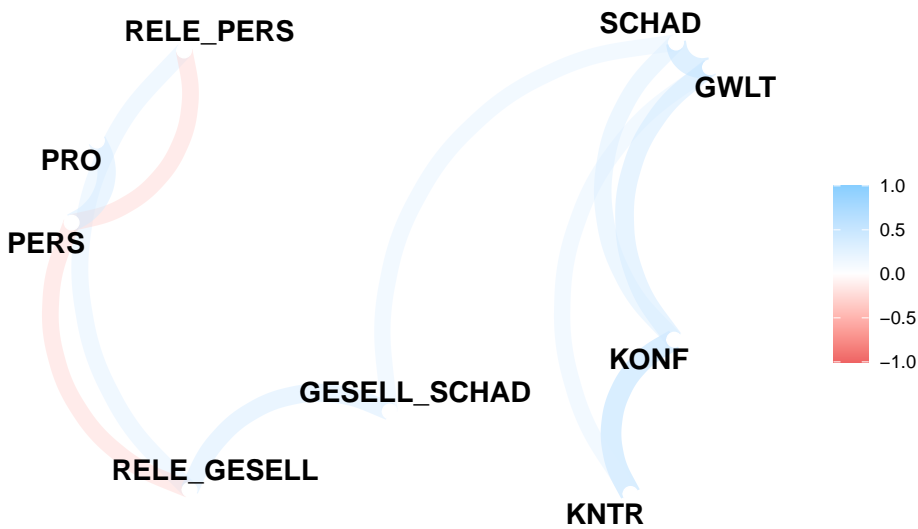 RELE_PERS
SCHAD
GWLT
PRO
PERS
KONF
GESELL_SCHAD
RELE_GESELL
KNTR
1.0
0.5
0.0
−0.5
−1.0